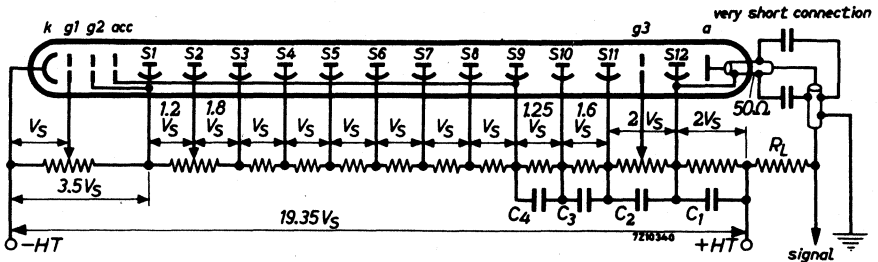 very short connection
k g1 g2 acc g3 a
S1 S2 S3 S4 S5 S6 S7 S8 S9 S10 S11 S12
50Ω
VS 1.2 VS 1.8 VS VS VS VS VS VS VS 1.25 VS 1.6 VS 2 VS 2VS
RL
3.5VS
C4 C3 C2 C1
19.35VS
7Z10340
-HT +HT
signal